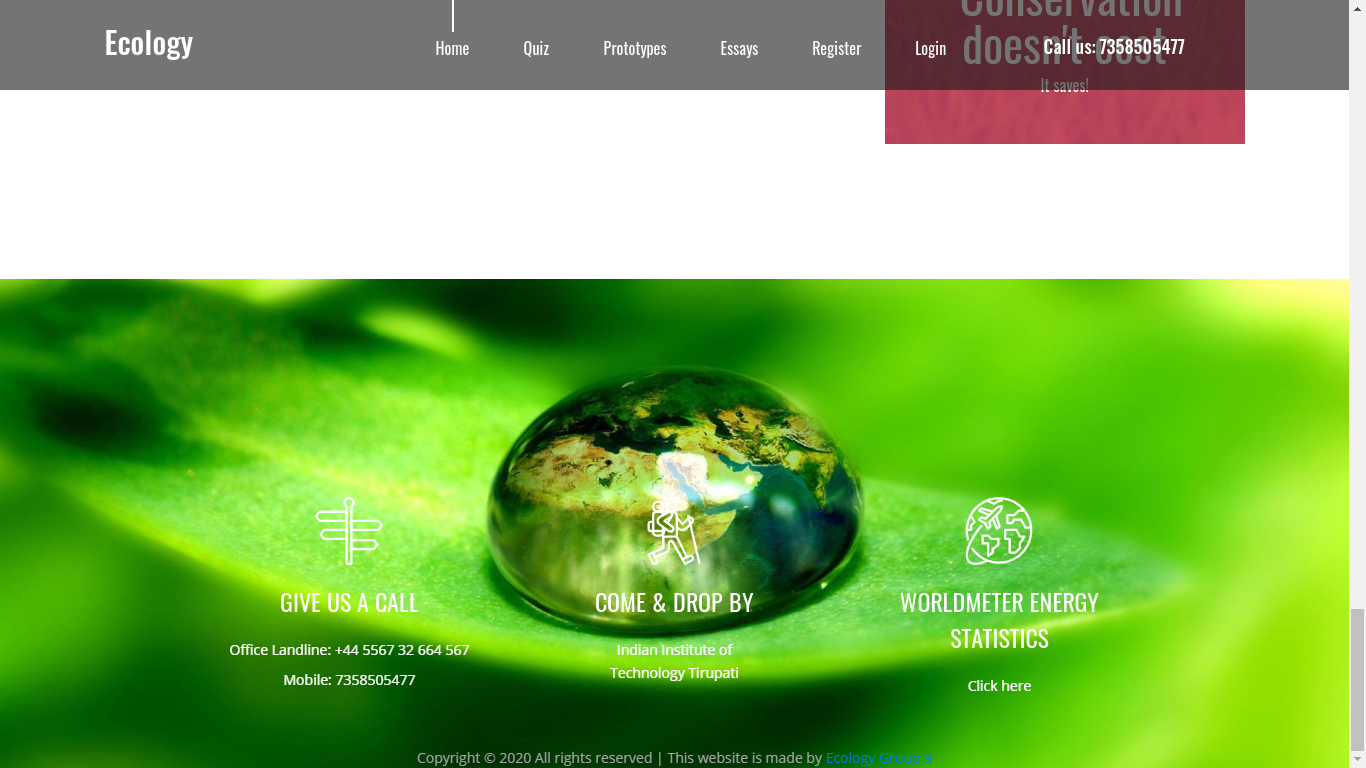 Conservation
doesn't cost
It saves!
Ecology
Home
Quiz
Prototypes
Essays
Register
Login
Call us: 7358505477
GIVE US A CALL
Office Landline: +44 5567 32 664 567
Mobile: 7358505477
COME & DROP BY
Indian Institute of
Technology Tirupati
WORLDMETER ENERGY
STATISTICS
Click here
Copyright © 2020 All rights reserved | This website is made by Ecology Group 9